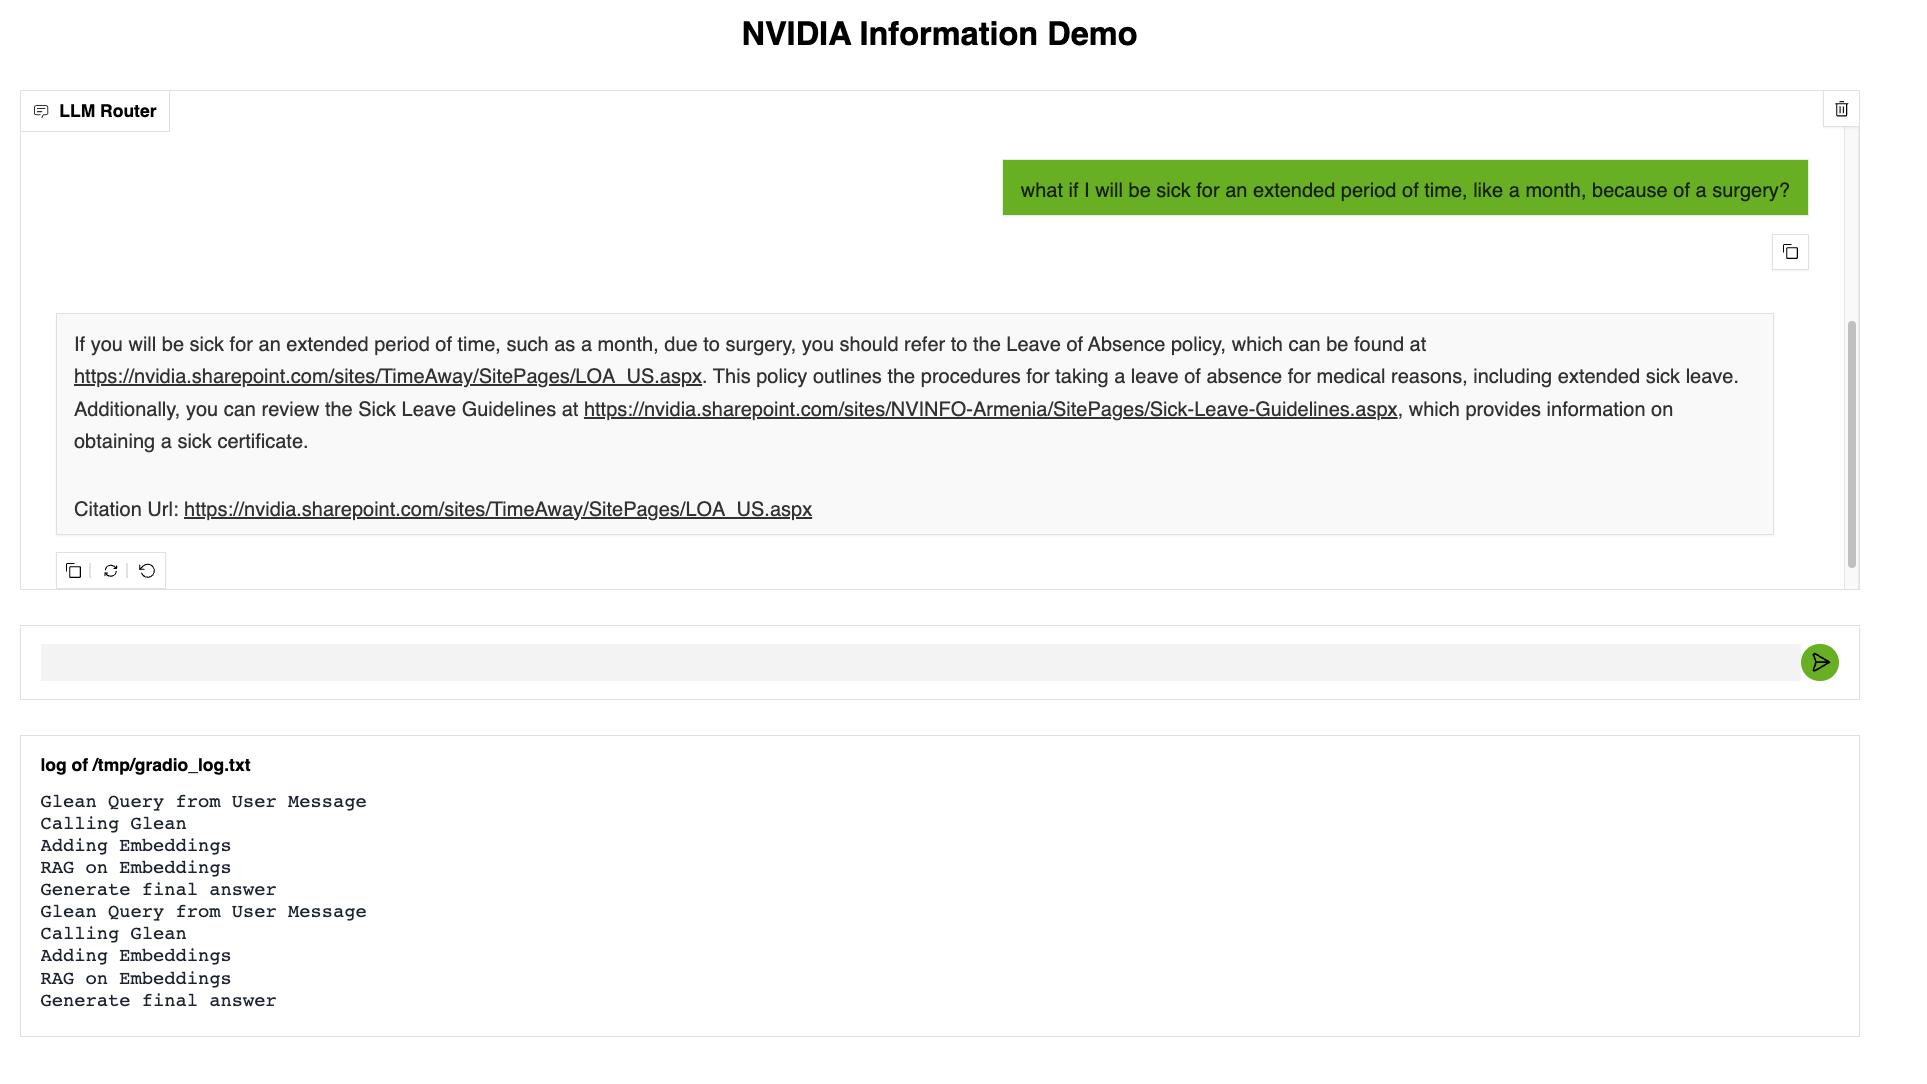 NVIDIA Information Demo
LLM Router
what if I will be sick for an extended period of time, like a month, because of a surgery?
If you will be sick for an extended period of time, such as a month, due to surgery, you should refer to the Leave of Absence policy, which can be found at
https://nvidia.sharepoint.com/sites/TimeAway/SitePages/LOA_US.aspx. This policy outlines the procedures for taking a leave of absence for medical reasons, including extended sick leave.
Additionally, you can review the Sick Leave Guidelines at https://nvidia.sharepoint.com/sites/NVINFO-Armenia/SitePages/Sick-Leave-Guidelines.aspx, which provides information on
obtaining a sick certificate.
Citation Url: https://nvidia.sharepoint.com/sites/TimeAway/SitePages/LOA_US.aspx
log of /tmp/gradio_log.txt
Glean Query from User Message
Calling Glean
Adding Embeddings
RAG on Embeddings
Generate final answer
Glean Query from User Message
Calling Glean
Adding Embeddings
RAG on Embeddings
Generate final answer